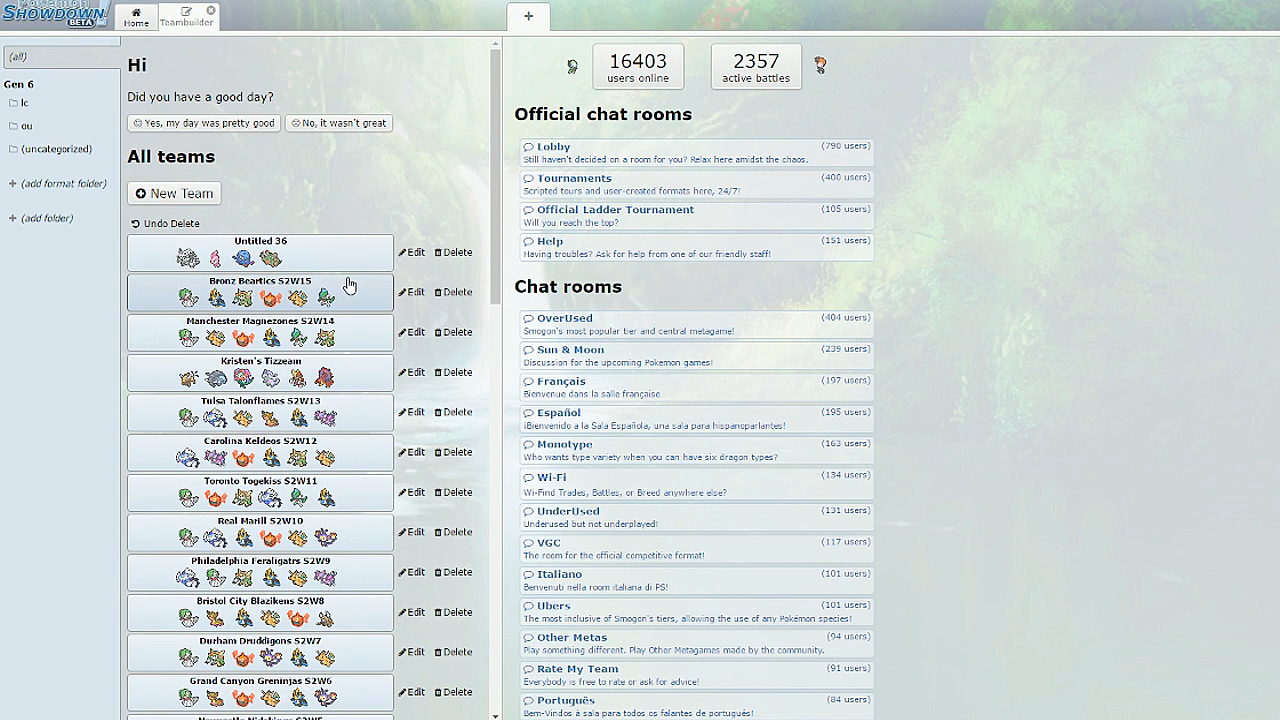 Pokémon
SHOWDOWN
BETA
Home
Teambuilder
+
(all)
Gen 6
lc
ou
(uncategorized)
+ (add format folder)
+ (add folder)
Hi
Did you have a good day?
Yes, my day was pretty good
No, it wasn't great
All teams
New Team
Undo Delete
Untitled 36
Edit Delete
Bronz Beartics S2W15
Edit Delete
Manchester Magnezones S2W14
Edit Delete
Kristen's Tizzeam
Edit Delete
Tulsa Talonflames S2W13
Edit Delete
Carolina Keldeos S2W12
Edit Delete
Toronto Togekiss S2W11
Edit Delete
Real Marill S2W10
Edit Delete
Philadelphia Feraligatrs S2W9
Edit Delete
Bristol City Blazikens S2W8
Edit Delete
Durham Druddigons S2W7
Edit Delete
Grand Canyon Greninjas S2W6
Edit Delete
16403
users online
2357
active battles
Official chat rooms
Lobby (790 users)
Still haven't decided on a room for you? Relax here amidst the chaos.
Tournaments (400 users)
Scripted tours and user-created formats here, 24/7!
Official Ladder Tournament (105 users)
Will you reach the top?
Help (151 users)
Having troubles? Ask for help from one of our friendly staff!
Chat rooms
OverUsed (404 users)
Smogon's most popular tier and central metagame!
Sun & Moon (239 users)
Discussion for the upcoming Pokemon games!
Français (197 users)
Bienvenue dans la salle française
Español (195 users)
¡Bienvenido a la Sala Española, una sala para hispanoparlantes!
Monotype (163 users)
Who wants type variety when you can have six dragon types?
Wi-Fi (134 users)
Wi-Find Trades, Battles, or Breed anywhere else?
UnderUsed (131 users)
Underused but not underplayed!
VGC (117 users)
The room for the official competitive format!
Italiano (101 users)
Benvenuti nella room italiana di PS!
Ubers (101 users)
The most inclusive of Smogon's tiers, allowing the use of any Pokémon species!
Other Metas (94 users)
Play something different. Play Other Metagames made by the community.
Rate My Team (91 users)
Everybody is free to rate or ask for advice!
Português (84 users)
Bem-Vindos à sala para todos os falantes de português!